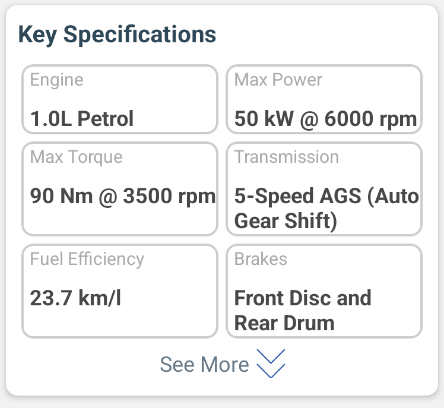 Key Specifications
Engine
1.0L Petrol
Max Power
50 kW @ 6000 rpm
Max Torque
90 Nm @ 3500 rpm
Transmission
5-Speed AGS (Auto
Gear Shift)
Fuel Efficiency
23.7 km/l
Brakes
Front Disc and
Rear Drum
See More